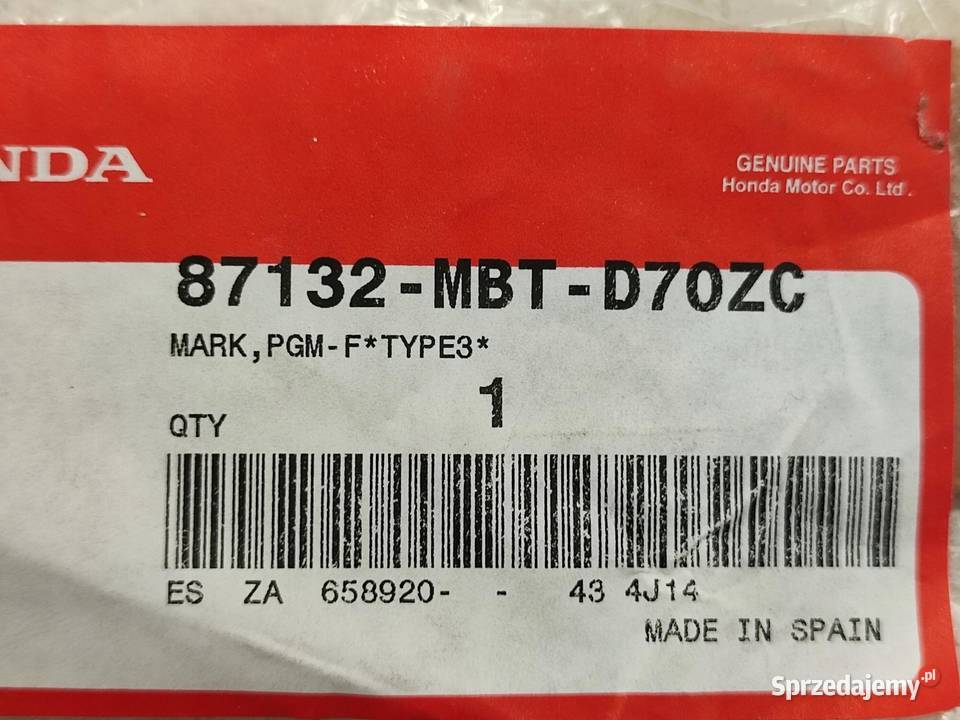 NDA
GENUINE PARTS
Honda Motor Co. Ltd.
87132-MBT-D70ZC
MARK,PGM-F*TYPE3*
1
QTY
ES ZA 658920- - 43 4J14
MADE IN SPAIN
Sprzedajemy.pl